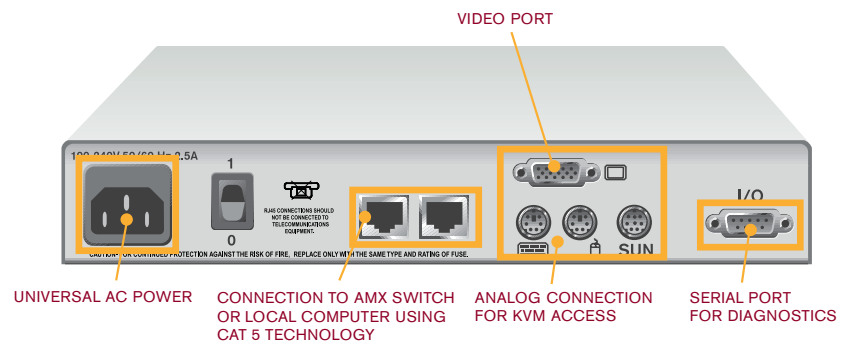 VIDEO PORT
100-240V 50/60 Hz 2.5A
1
0
RJ45 CONNECTIONS SHOULD
NOT BE CONNECTED TO
TELECOMMUNICATIONS
EQUIPMENT.
SUN
I/O
CAUTION-FOR CONTINUED PROTECTION AGAINST THE RISK OF FIRE, REPLACE ONLY WITH THE SAME TYPE AND RATING OF FUSE.
UNIVERSAL AC POWER
CONNECTION TO AMX SWITCH
OR LOCAL COMPUTER USING
CAT 5 TECHNOLOGY
ANALOG CONNECTION
FOR KVM ACCESS
SERIAL PORT
FOR DIAGNOSTICS